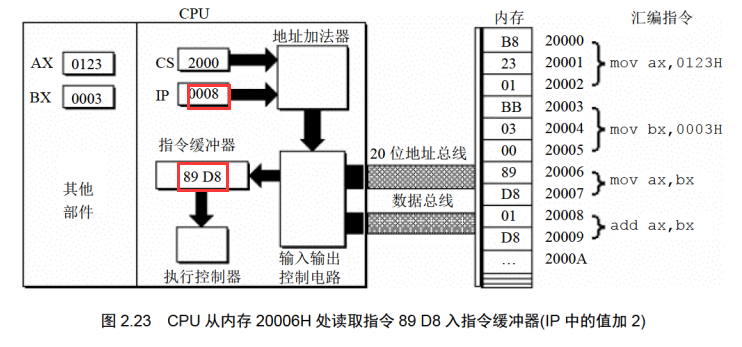 CPU
内存
汇编指令
地址加法器
AX 0123
BX 0003
CS 2000
IP 0008
指令缓冲器
89 D8
执行控制器
输入输出
控制电路
其他
部件
20 位地址总线
数据总线
B8 20000
23 20001 mov ax,0123H
01 20002
BB 20003
03 20004 mov bx,0003H
00 20005
89 20006
mov ax,bx
D8 20007
01 20008
add ax,bx
D8 20009
… 2000A
图 2.23 CPU 从内存 20006H 处读取指令 89 D8 入指令缓冲器(IP 中的值加 2)